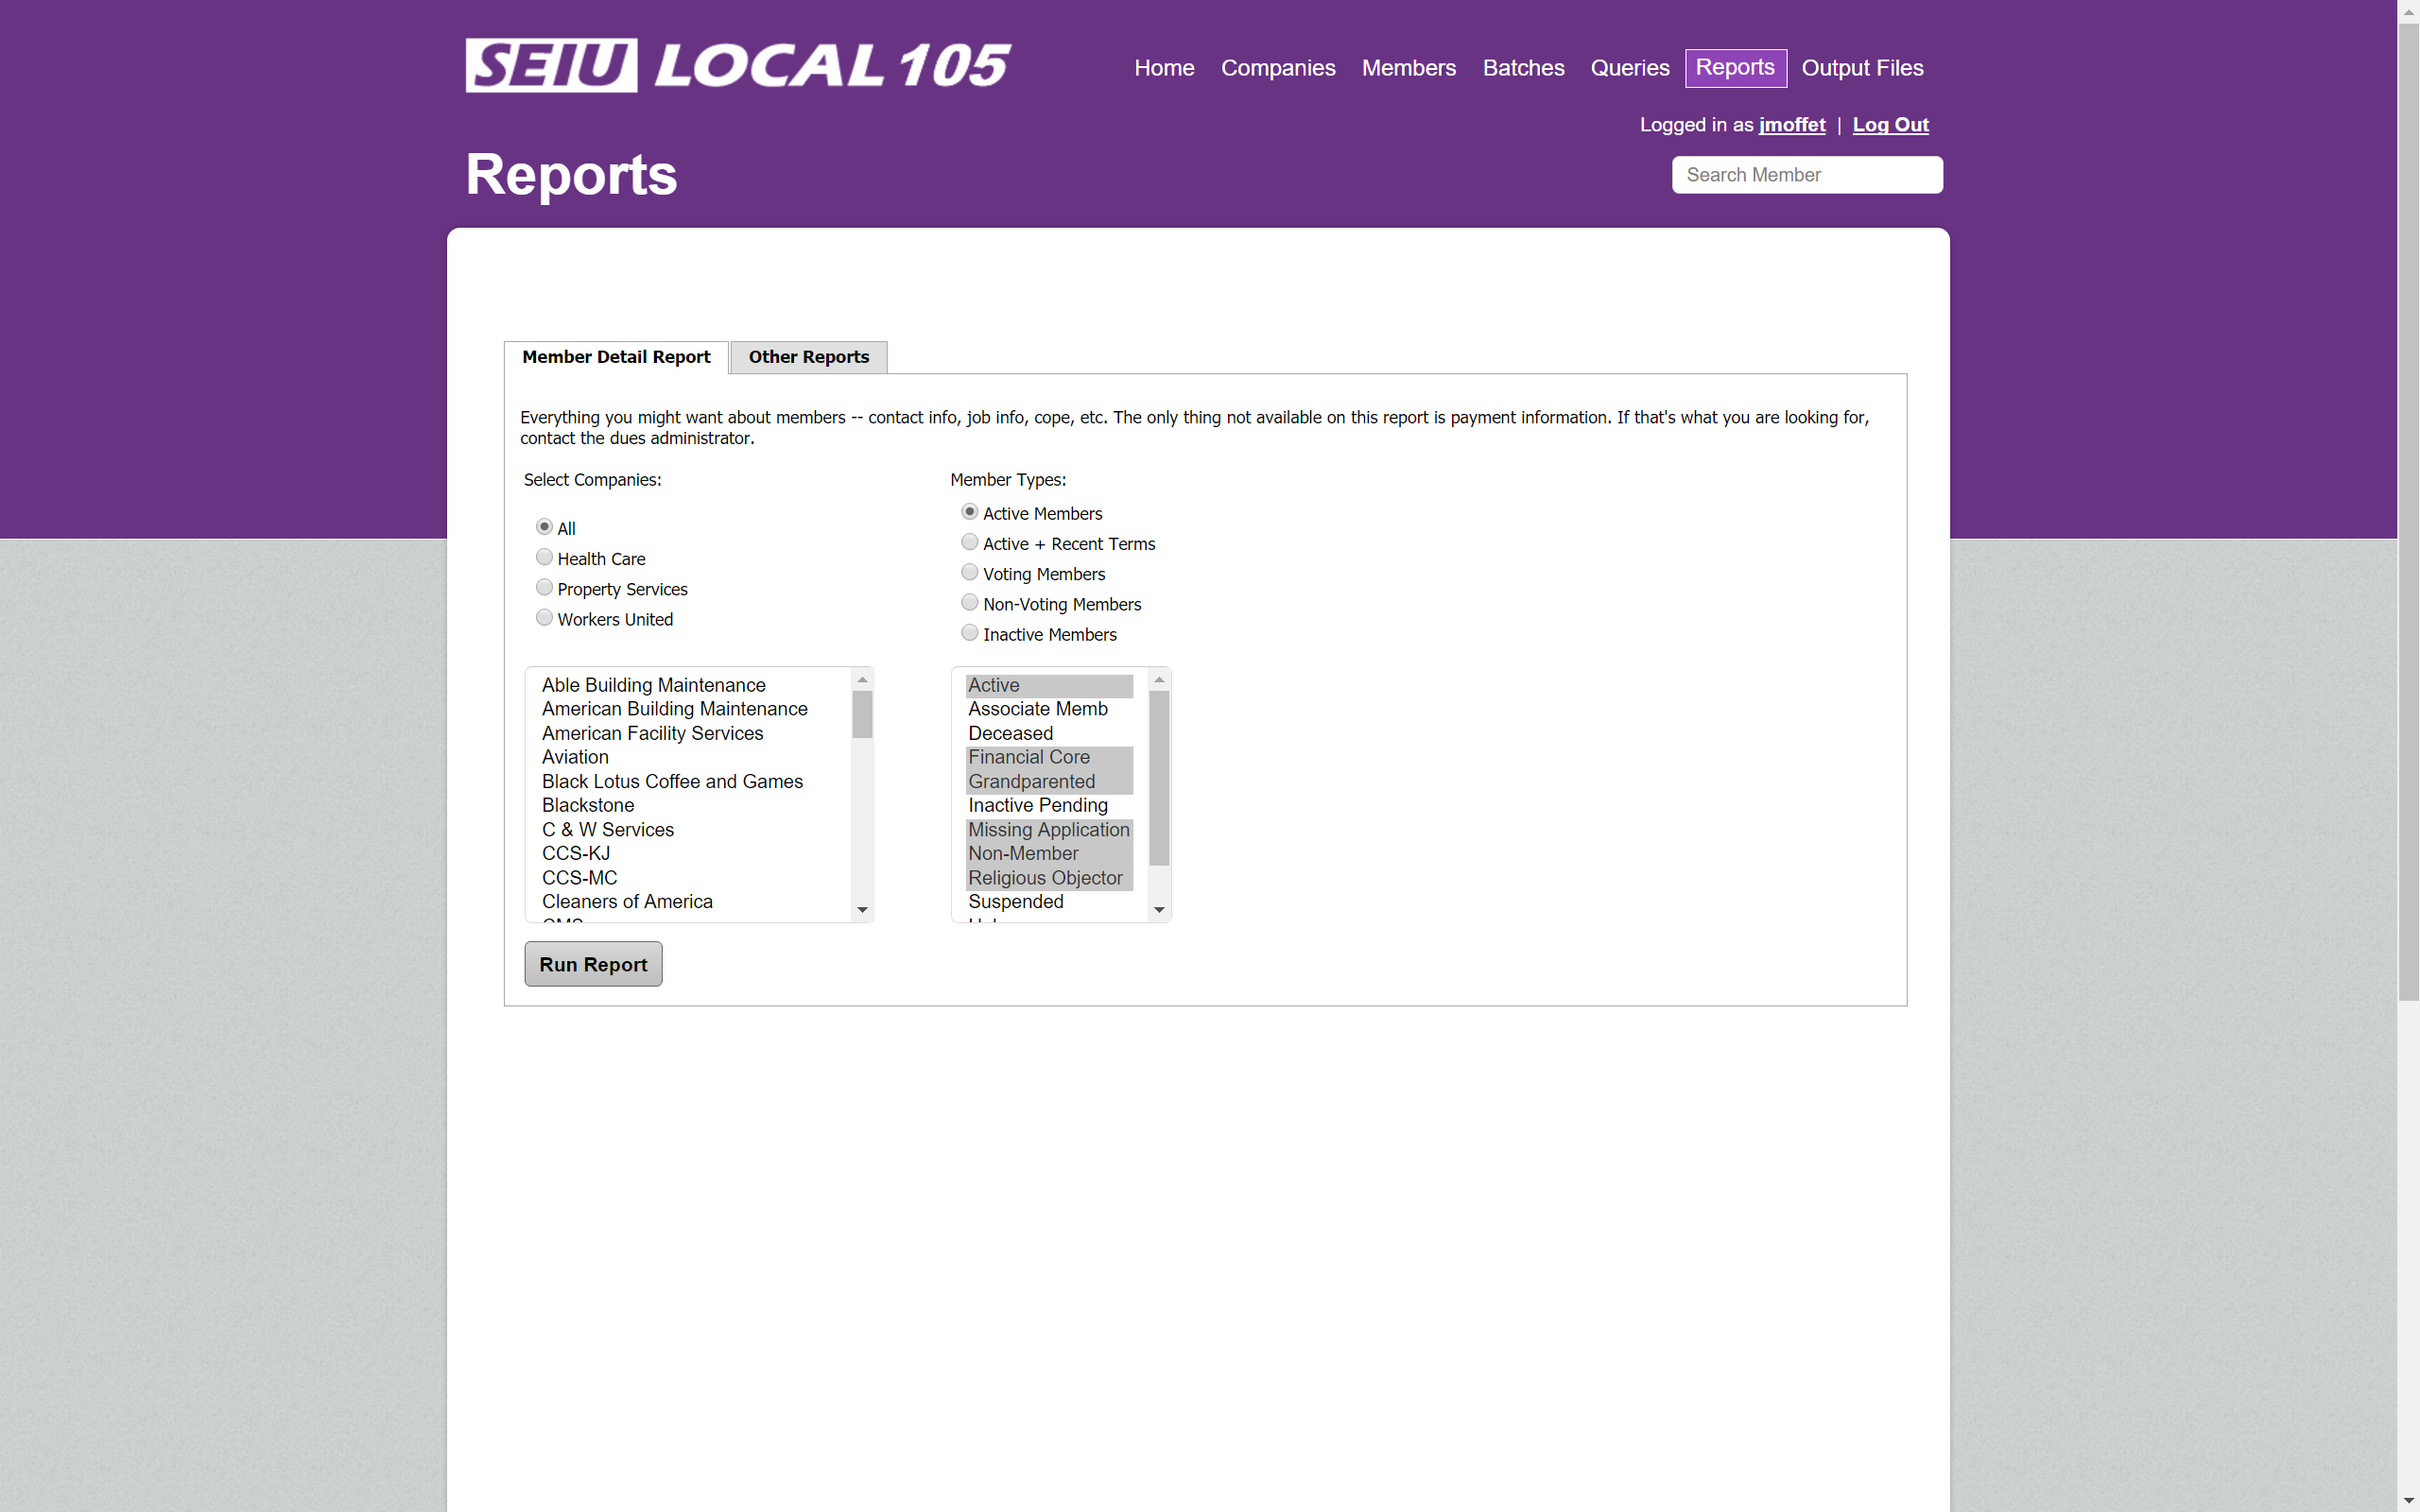 SEIU LOCAL 105
Home Companies Members Batches Queries Reports Output Files
Logged in as jmoffet | Log Out
Reports
Search Member
Member Detail Report Other Reports
Everything you might want about members -- contact info, job info, cope, etc. The only thing not available on this report is payment information. If that's what you are looking for,
contact the dues administrator.
Select Companies:
All
Health Care
Property Services
Workers United
Able Building Maintenance
American Building Maintenance
American Facility Services
Aviation
Black Lotus Coffee and Games
Blackstone
C & W Services
CCS-KJ
CCS-MC
Cleaners of America
Member Types:
Active Members
Active + Recent Terms
Voting Members
Non-Voting Members
Inactive Members
Active
Associate Memb
Deceased
Financial Core
Grandparented
Inactive Pending
Missing Application
Non-Member
Religious Objector
Suspended
Run Report